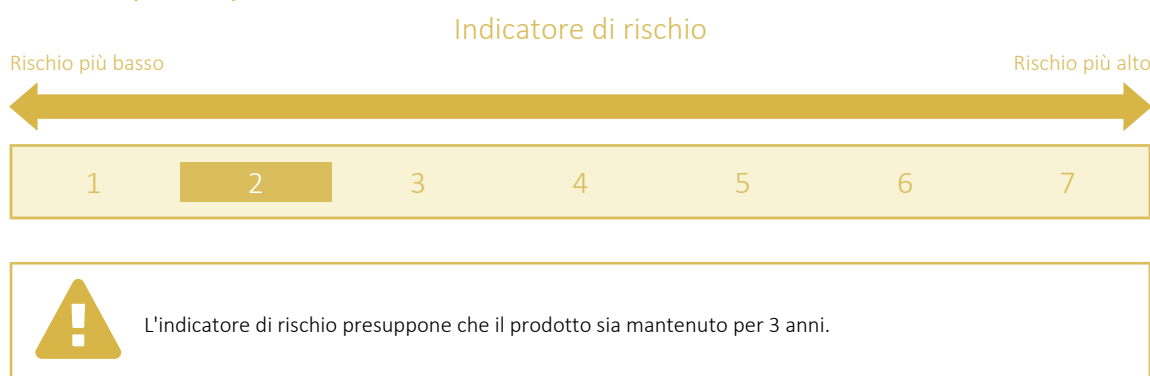 Indicatore di rischio
Rischio più basso Rischio più alto
1 2 3 4 5 6 7
L'indicatore di rischio presuppone che il prodotto sia mantenuto per 3 anni.